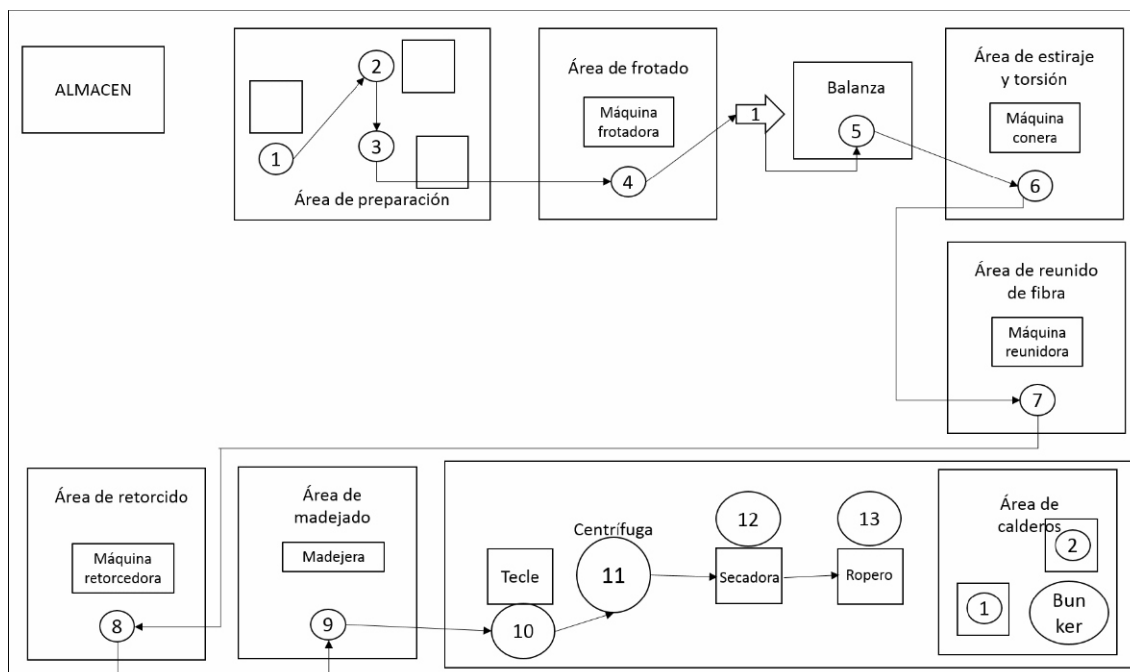 ALMACEN
1
2
3
Área de preparación
Área de frotado
Máquina
frotadora
4
1
Balanza
5
Área de estiraje
y torsión
Máquina
conera
6
Área de reunido
de fibra
Máquina
reunidora
7
Área de retorcido
Máquina
retorcedora
8
Área de
madejado
Madejera
9
Tecle
10
Centrífuga
11
12
Secadora
13
Ropero
Área de
calderos
2
1
Bun
ker